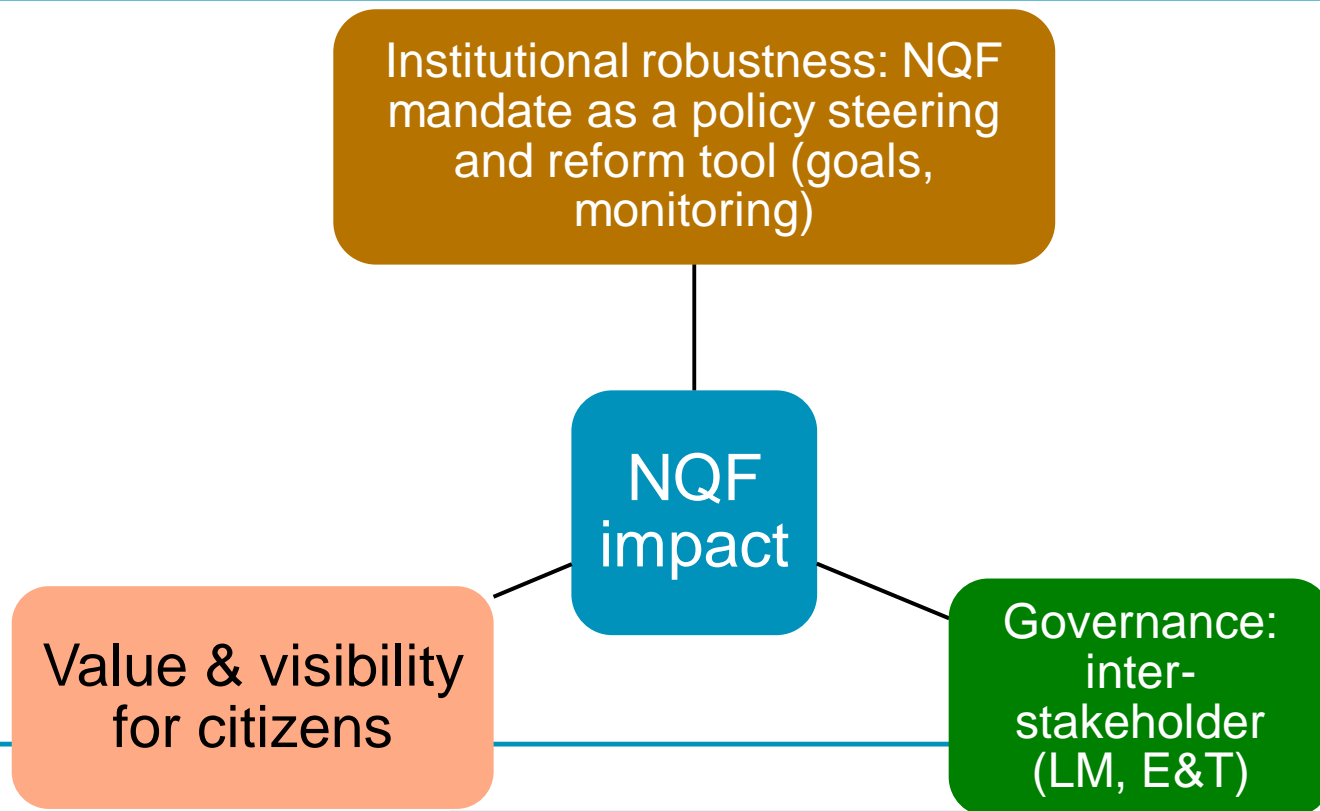 Institutional robustness: NQF
mandate as a policy steering
and reform tool (goals,
monitoring)
NQF
impact
Value & visibility
for citizens
Governance:
inter-
stakeholder
(LM, E&T)